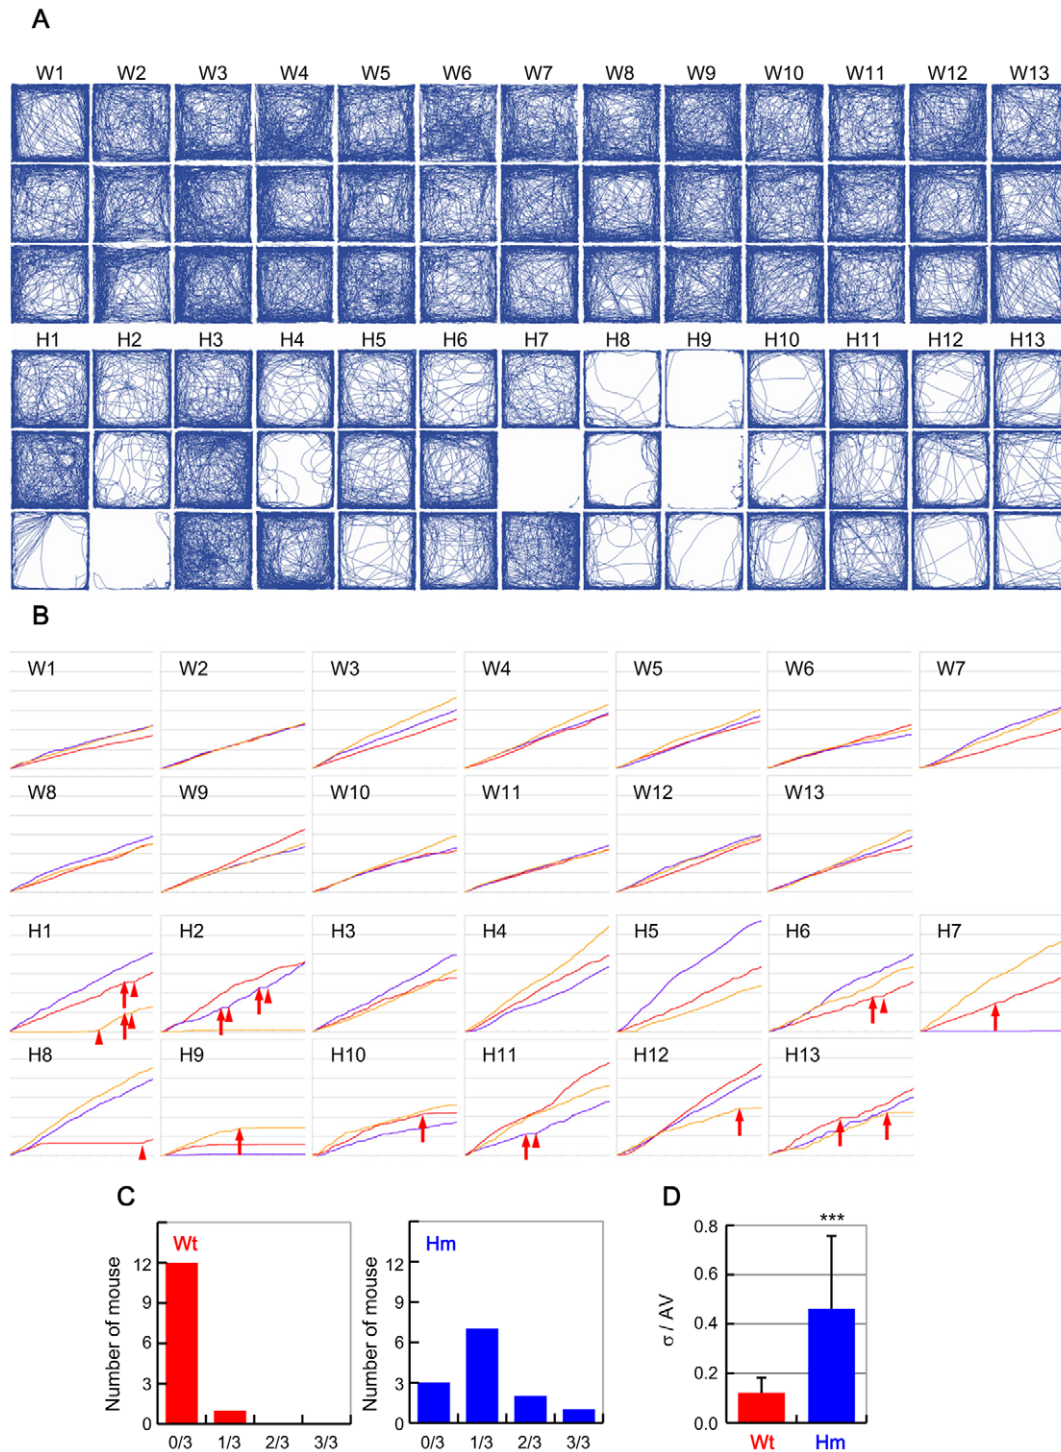 A
W1 W2 W3 W4 W5 W6 W7 W8 W9 W10 W11 W12 W13
H1 H2 H3 H4 H5 H6 H7 H8 H9 H10 H11 H12 H13
B
W1 W2 W3 W4 W5 W6 W7
W8 W9 W10 W11 W12 W13
H1 H2 H3 H4 H5 H6 H7
H8 H9 H10 H11 H12 H13
C
Wt
Number of mouse
12
9
6
3
0
0/3 1/3 2/3 3/3
Hm
Number of mouse
12
9
6
3
0
0/3 1/3 2/3 3/3
D
***
σ / AV
0.8
0.6
0.4
0.2
0.0
Wt Hm